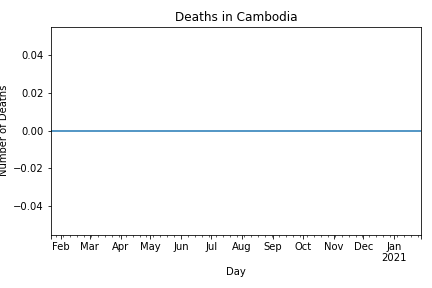 Deaths in Cambodia
Number of Deaths
0.04
0.02
0.00
−0.02
−0.04
Feb Mar Apr May Jun Jul Aug Sep Oct Nov Dec Jan
2021
Day